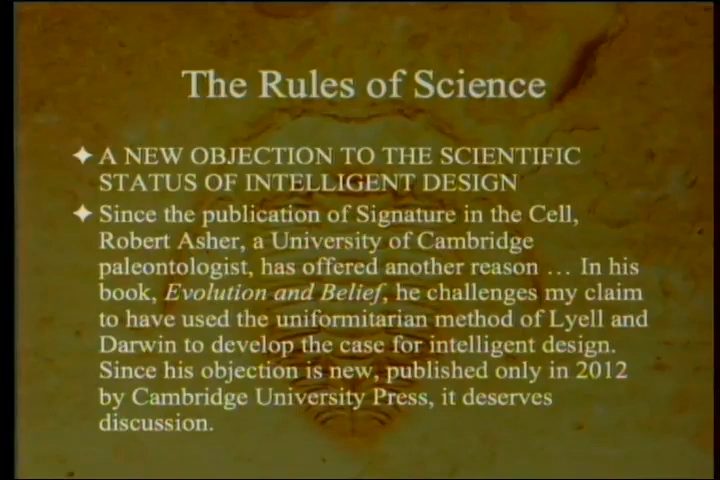 The Rules of Science
A NEW OBJECTION TO THE SCIENTIFIC
STATUS OF INTELLIGENT DESIGN
Since the publication of Signature in the Cell,
Robert Asher, a University of Cambridge
paleontologist, has offered another reason … In his
book, Evolution and Belief, he challenges my claim
to have used the uniformitarian method of Lyell and
Darwin to develop the case for intelligent design.
Since his objection is new, published only in 2012
by Cambridge University Press, it deserves
discussion.